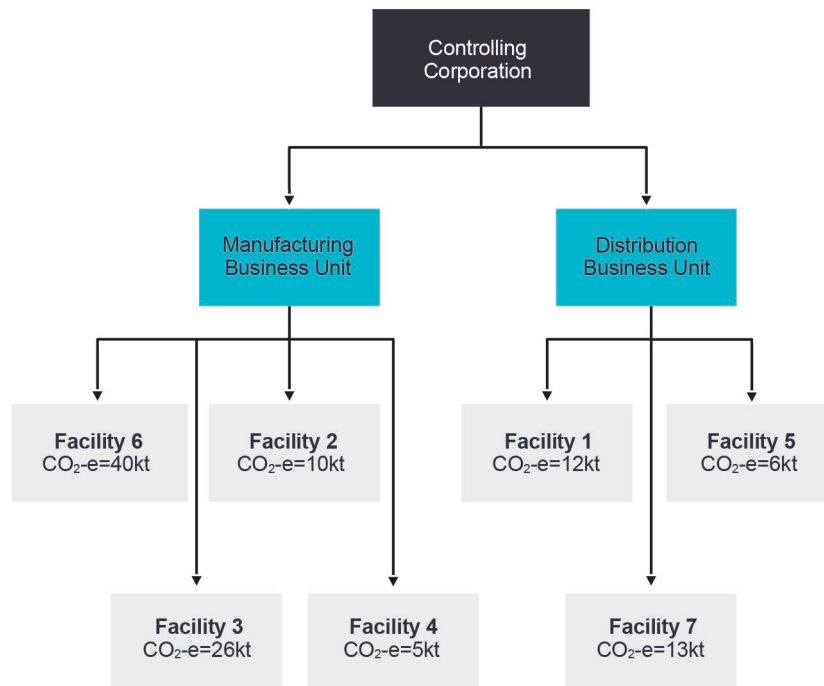 Controlling
Corporation
Manufacturing
Business Unit
Distribution
Business Unit
Facility 6
CO₂-e=40kt
Facility 2
CO₂-e=10kt
Facility 1
CO₂-e=12kt
Facility 5
CO₂-e=6kt
Facility 3
CO₂-e=26kt
Facility 4
CO₂-e=5kt
Facility 7
CO₂-e=13kt